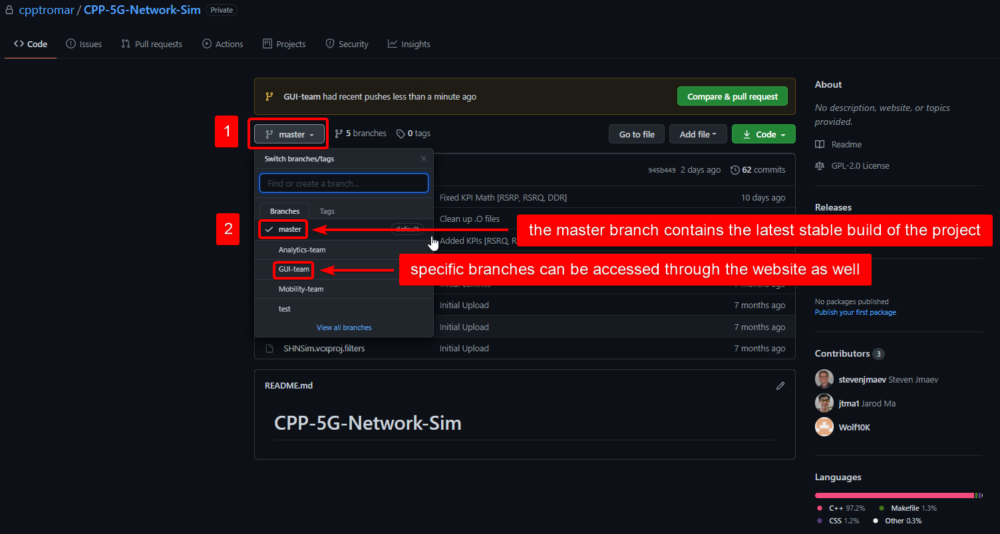 cpptromar / CPP-5G-Network-Sim Private
Code Issues Pull requests Actions Projects Security Insights
GUI-team had recent pushes less than a minute ago Compare & pull request
1
master 5 branches 0 tags Go to file Add file Code
Switch branches/tags
945b449 2 days ago 62 commits
Find or create a branch...
Fixed KPI Math [RSRP, RSRQ, DDR] 10 days ago
Branches Tags
Clean up .O files
2
master default
the master branch contains the latest stable build of the project
Added KPIs [RSRQ,
Analytics-team
GUI-team
specific branches can be accessed through the website as well
Mobility-team
Initial Upload 7 months ago
test
View all branches
Initial Upload 7 months ago
SHNSim.vcxproj.filters Initial Upload 7 months ago
README.md
CPP-5G-Network-Sim
About
No description, website, or topics
provided.
Readme
GPL-2.0 License
Releases
No packages published
Publish your first package
Contributors 3
stevenjmaev Steven Jmaev
jtma1 Jarod Ma
Wolf10K
Languages
C++ 97.2% Makefile 1.3%
CSS 1.2% Other 0.3%